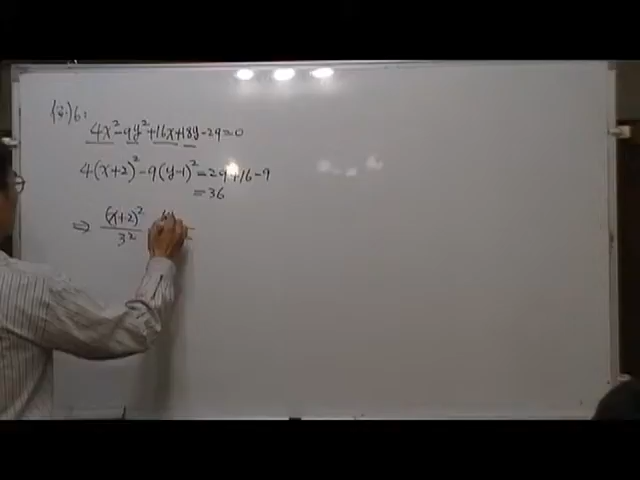 (例)6:
4x²-9y²+16x+18y-29=0
4(x+2)²-9(y-1)²=29+16-9
=36
⇒ (x+2)²/3²